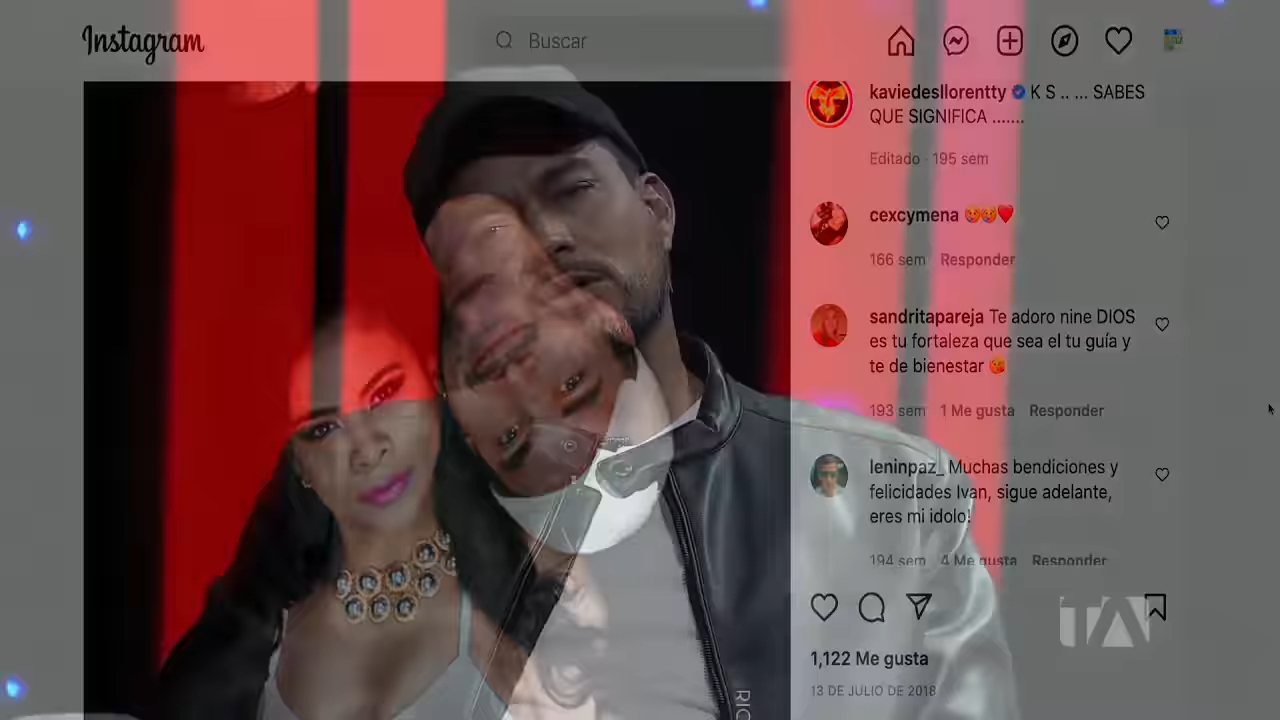 Instagram
Buscar
kaviedesllorentty K S .. ... SABES
QUE SIGNIFICA .......
Editado · 195 sem
cexcymena
166 sem Responder
sandritapareja Te adoro nine DIOS
es tu fortaleza que sea el tu guía y
te de bienestar
193 sem 1 Me gusta Responder
leninpaz_ Muchas bendiciones y
felicidades Ivan, sigue adelante,
eres mi idolo!
194 sem 4 Me gusta Responder
1,122 Me gusta
13 DE JULIO DE 2018
RIC